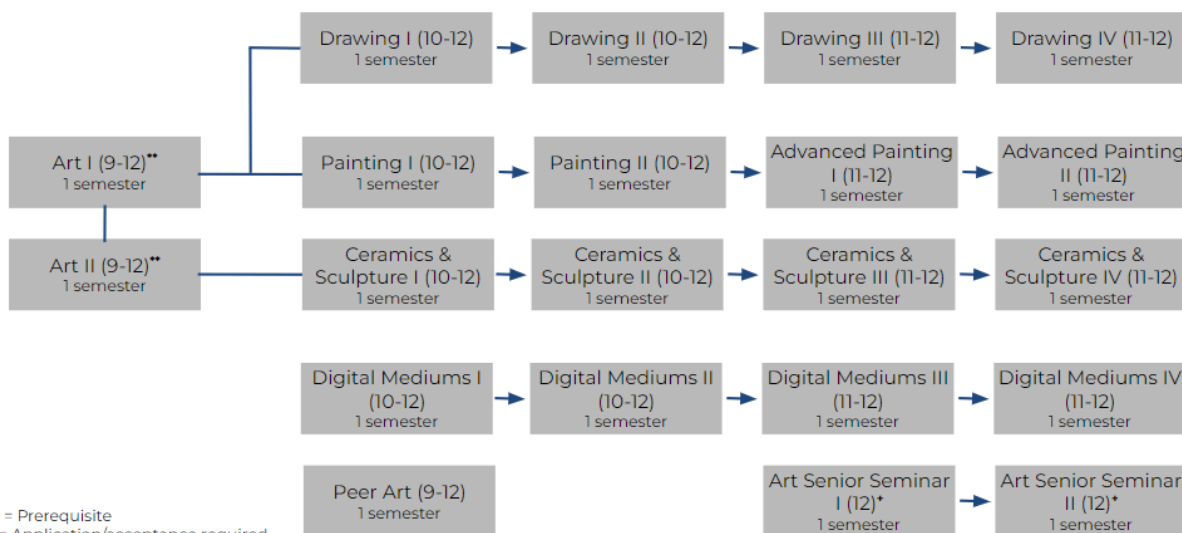 Drawing I (10-12)
1 semester
Drawing II (10-12)
1 semester
Drawing III (11-12)
1 semester
Drawing IV (11-12)
1 semester
Art I (9-12)**
1 semester
Painting I (10-12)
1 semester
Painting II (10-12)
1 semester
Advanced Painting
I (11-12)
1 semester
Advanced Painting
II (11-12)
1 semester
Art II (9-12)**
1 semester
Ceramics &
Sculpture I (10-12)
1 semester
Ceramics &
Sculpture II (10-12)
1 semester
Ceramics &
Sculpture III (11-12)
1 semester
Ceramics &
Sculpture IV (11-12)
1 semester
Digital Mediums I
(10-12)
1 semester
Digital Mediums II
(10-12)
1 semester
Digital Mediums III
(11-12)
1 semester
Digital Mediums IV
(11-12)
1 semester
Peer Art (9-12)
1 semester
Art Senior Seminar
I (12)+
1 semester
Art Senior Seminar
II (12)+
1 semester
= Prerequisite
= Application/acceptance required